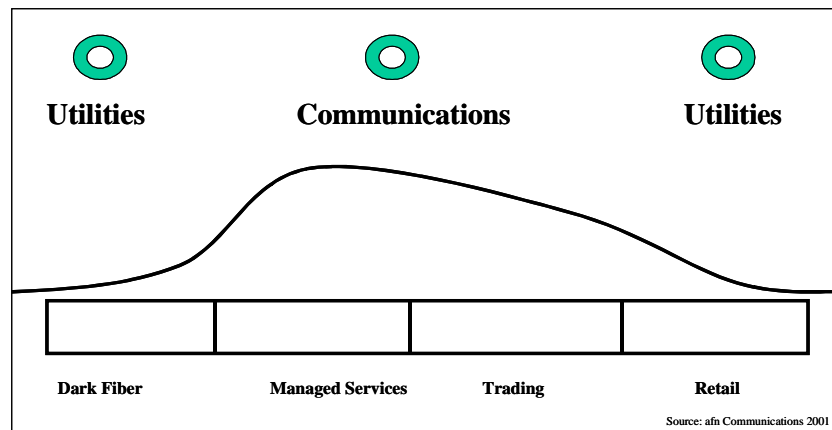 Utilities Communications Utilities
Dark Fiber Managed Services Trading Retail
Source: afn Communications 2001